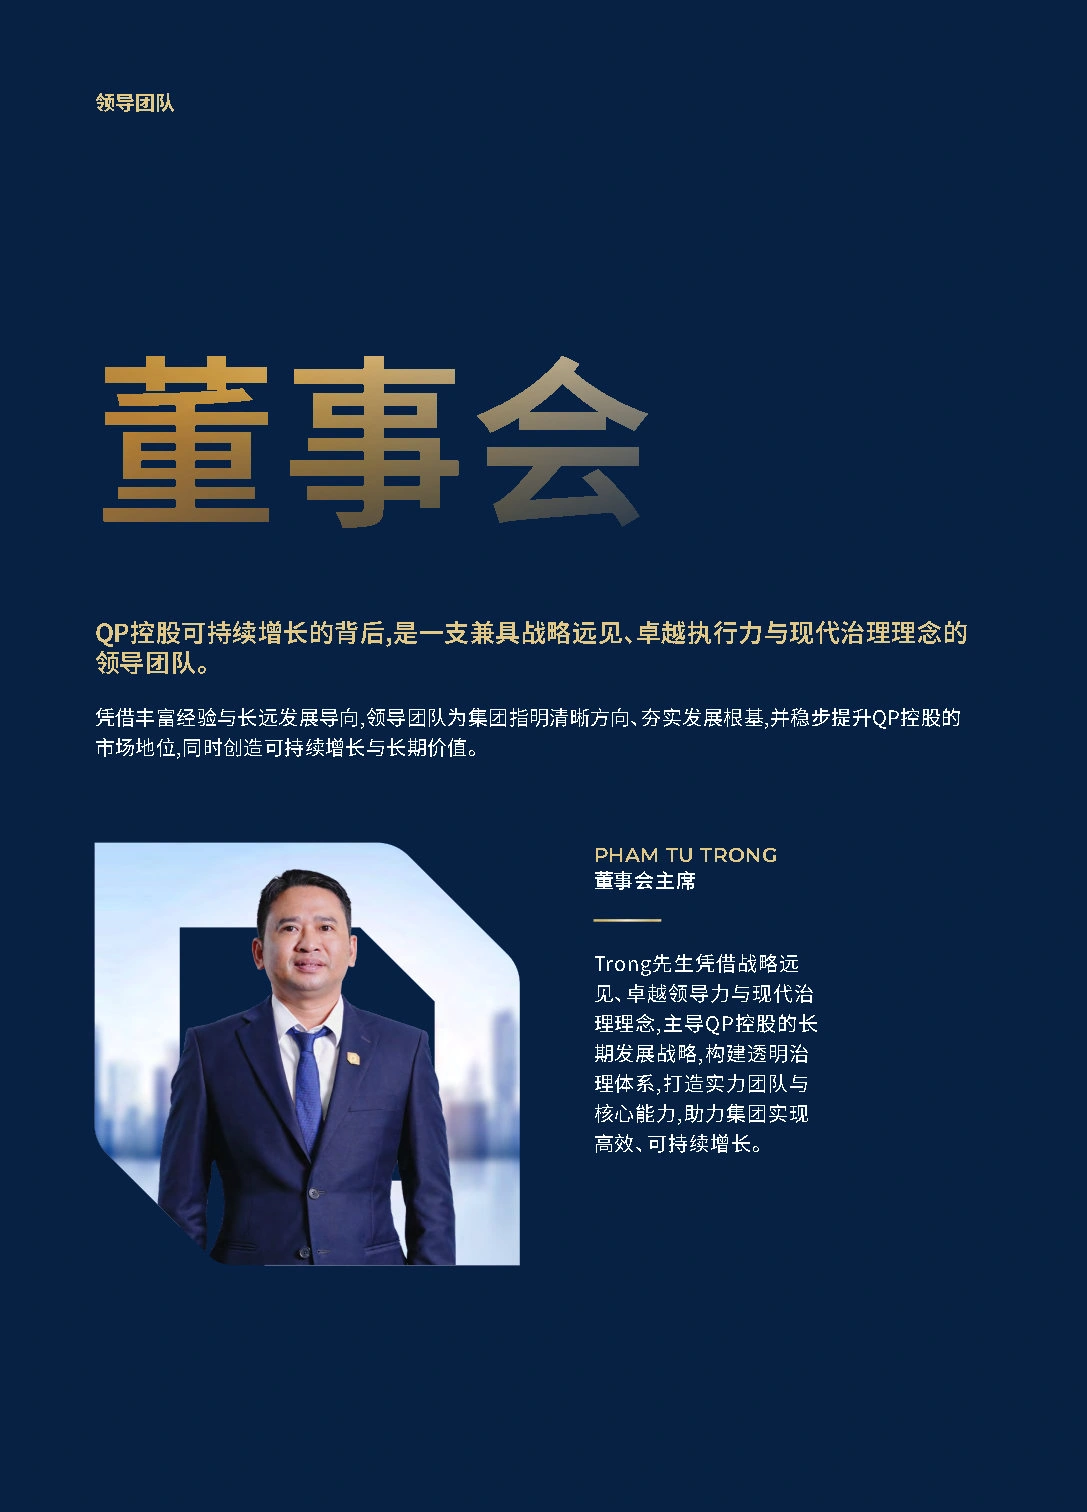 领导团队
董事会
QP控股可持续增长的背后,是一支兼具战略远见、卓越执行力与现代治理理念的
领导团队。
凭借丰富经验与长远发展导向,领导团队为集团指明清晰方向、夯实发展根基,并稳步提升QP控股的
市场地位,同时创造可持续增长与长期价值。
PHAM TU TRONG
董事会主席
Trong先生凭借战略远
见、卓越领导力与现代治
理理念,主导QP控股的长
期发展战略,构建透明治
理体系,打造实力团队与
核心能力,助力集团实现
高效、可持续增长。